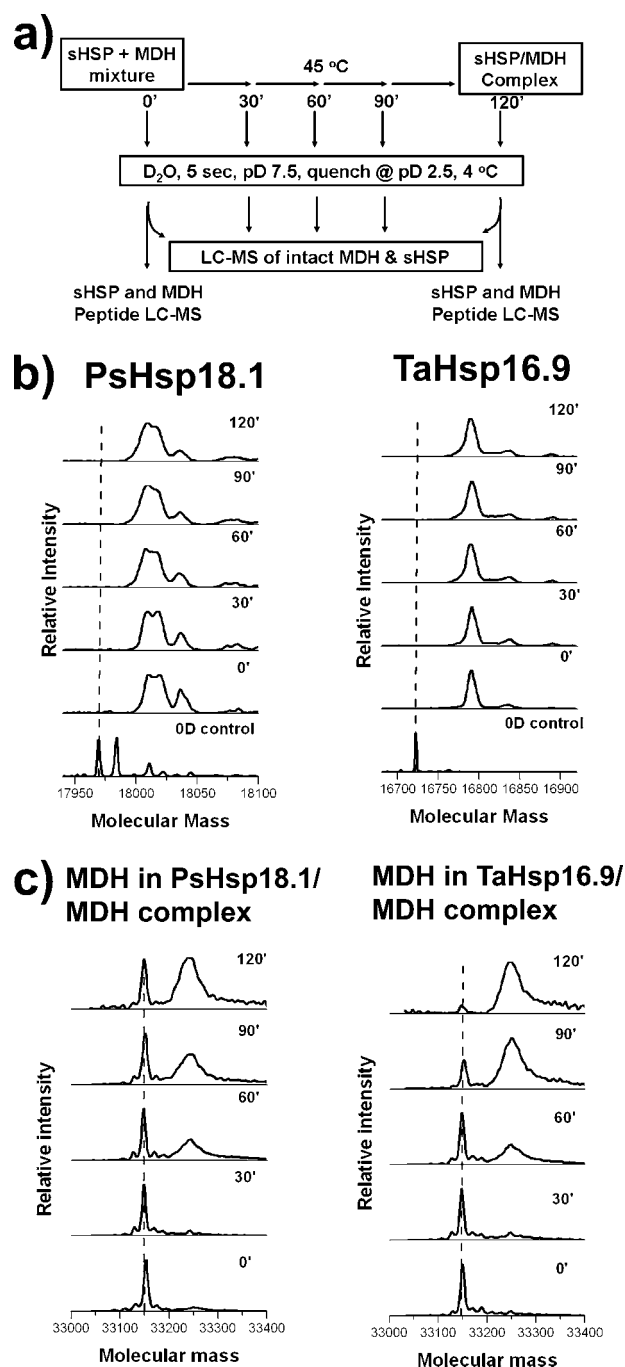 a)
sHSP + MDH
mixture
45 °C
sHSP/MDH
Complex
0' 30' 60' 90' 120'
D₂O, 5 sec, pD 7.5, quench @ pD 2.5, 4 °C
LC-MS of intact MDH & sHSP
sHSP and MDH
Peptide LC-MS
sHSP and MDH
Peptide LC-MS
b)
PsHsp18.1
Relative Intensity
120'
90'
60'
30'
0'
0D control
17950 18000 18050 18100
Molecular Mass
TaHsp16.9
Relative Intensity
120'
90'
60'
30'
0'
0D control
16700 16750 16800 16850 16900
Molecular Mass
c)
MDH in PsHsp18.1/
MDH complex
Relative intensity
120'
90'
60'
30'
0'
33000 33100 33200 33300 33400
Molecular mass
MDH in TaHsp16.9/
MDH complex
Relative intensity
120'
90'
60'
30'
0'
33000 33100 33200 33300 33400
Molecular mass